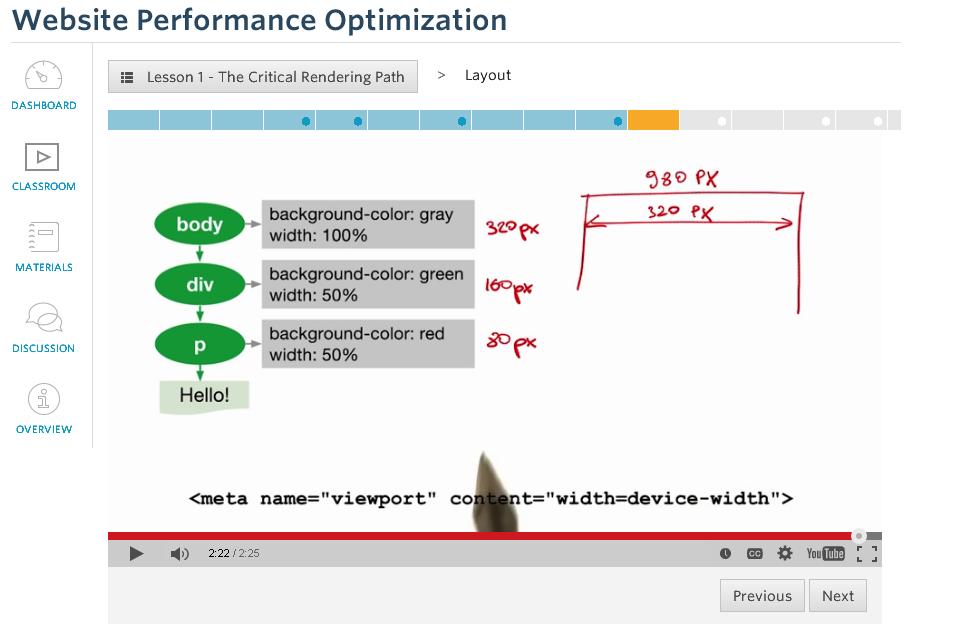 Website Performance Optimization
DASHBOARD
CLASSROOM
MATERIALS
DISCUSSION
OVERVIEW
Lesson 1 - The Critical Rendering Path > Layout
980 PX
320 PX
body
background-color: gray
width: 100%
320px
div
background-color: green
width: 50%
160px
p
background-color: red
width: 50%
80px
Hello!
<meta name="viewport" content="width=device-width">
2:22 / 2:25
CC
YouTube
Previous
Next